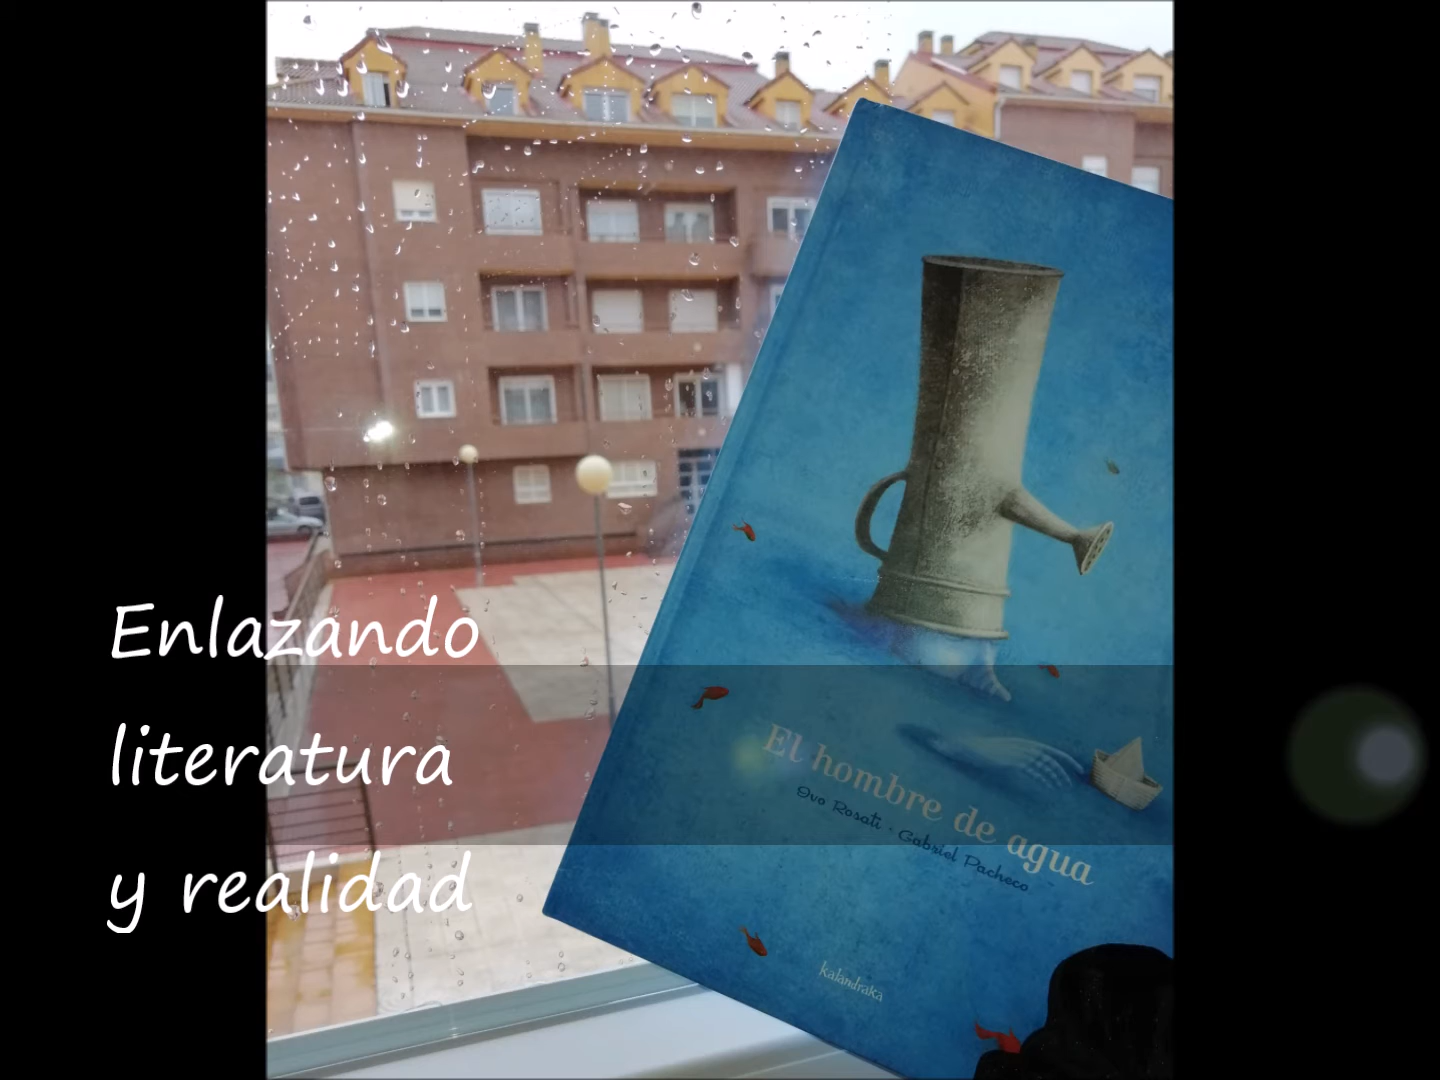 Enlazando
literatura
y realidad
El hombre de agua
Ivo Rosati · Gabriel Pacheco
kalandraka